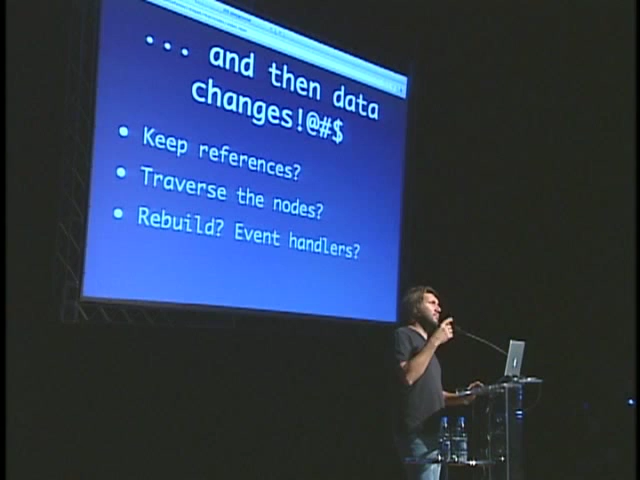 ... and then data
changes!@#$
• Keep references?
• Traverse the nodes?
• Rebuild? Event handlers?